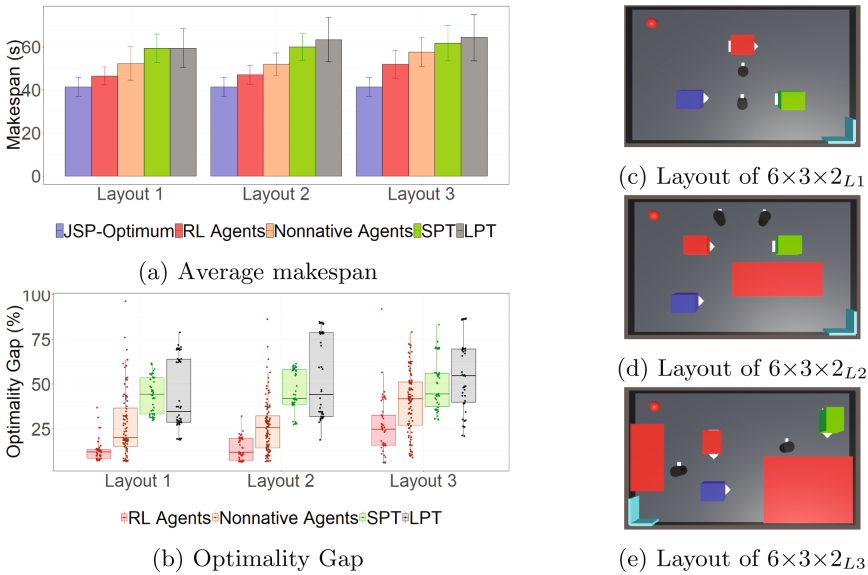 Makespan (s)
60
40
20
0
Layout 1 Layout 2 Layout 3
JSP-Optimum RL Agents Nonnative Agents SPT LPT
(a) Average makespan
Optimality Gap (%)
100
75
50
25
Layout 1 Layout 2 Layout 3
RL Agents Nonnative Agents SPT LPT
(b) Optimality Gap
(c) Layout of 6×3×2L1
(d) Layout of 6×3×2L2
(e) Layout of 6×3×2L3